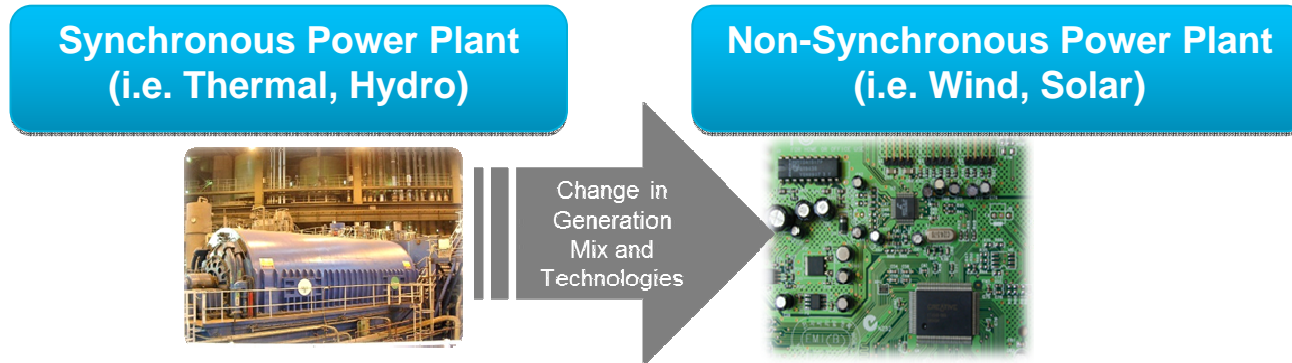 Synchronous Power Plant
(i.e. Thermal, Hydro)
Non-Synchronous Power Plant
(i.e. Wind, Solar)
Change in
Generation
Mix and
Technologies